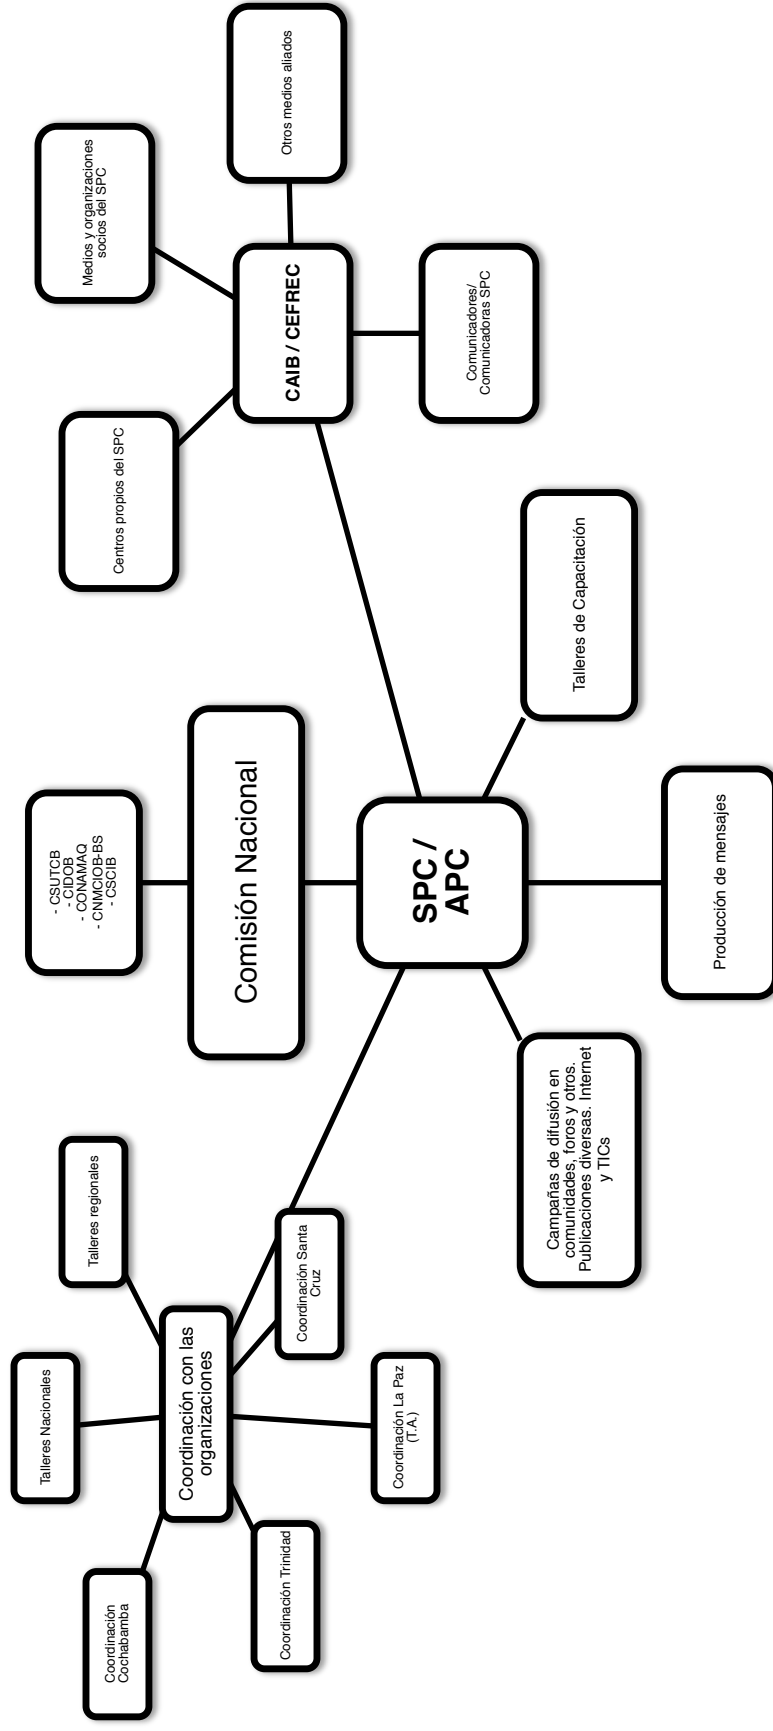 Coordinación
Cochabamba
Talleres Nacionales
Talleres regionales
Coordinación con las
organizaciones
Coordinación Trinidad
Coordinación La Paz
(T.A.)
Coordinación Santa
Cruz
- CSUTCB
- CIDOB
- CONAMAQ
- CNMCIOB-BS
- CSCIB
Comisión Nacional
SPC /
APC
Campañas de difusión en
comunidades, foros y otros.
Publicaciones diversas. Internet
y TICs
Producción de mensajes
Talleres de Capacitación
Centros propios del SPC
Medios y organizaciones
socios del SPC
Otros medios aliados
CAIB / CEFREC
Comunicadores/
Comunicadoras SPC